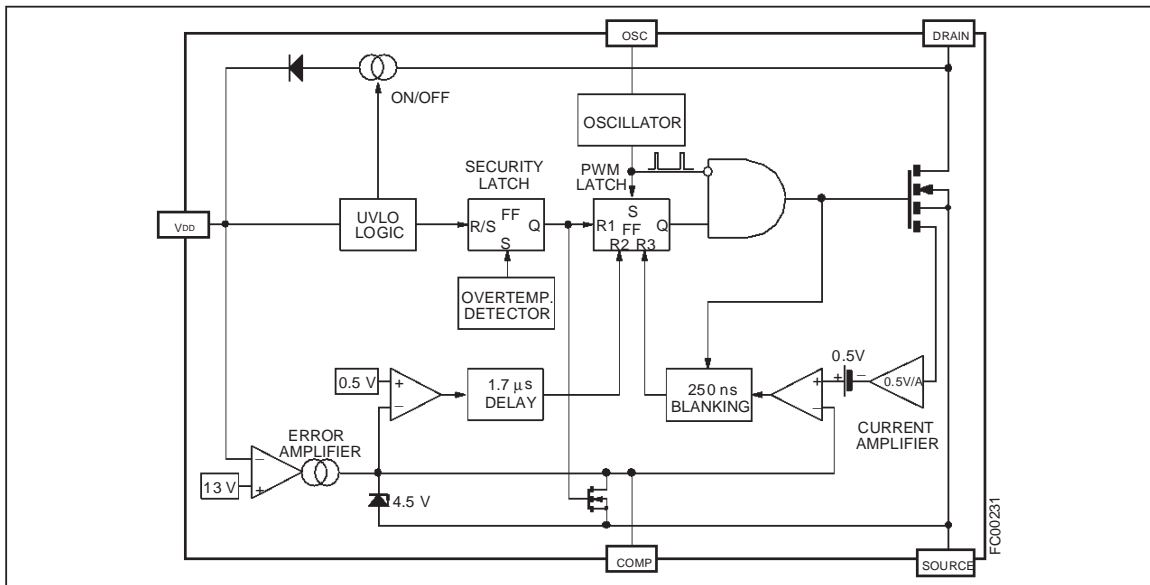 OSC
DRAIN
ON/OFF
OSCILLATOR
SECURITY
LATCH
PWM
LATCH
VDD
UVLO
LOGIC
R/S
FF
Q
S
R1
S
FF
R2 R3
Q
OVERTEMP.
DETECTOR
0.5 V
+
−
1.7 μs
DELAY
250 ns
BLANKING
+
−
0.5V
+
−
0.5V/A
CURRENT
AMPLIFIER
ERROR
AMPLIFIER
−
+
13 V
4.5 V
COMP
SOURCE
FC00231